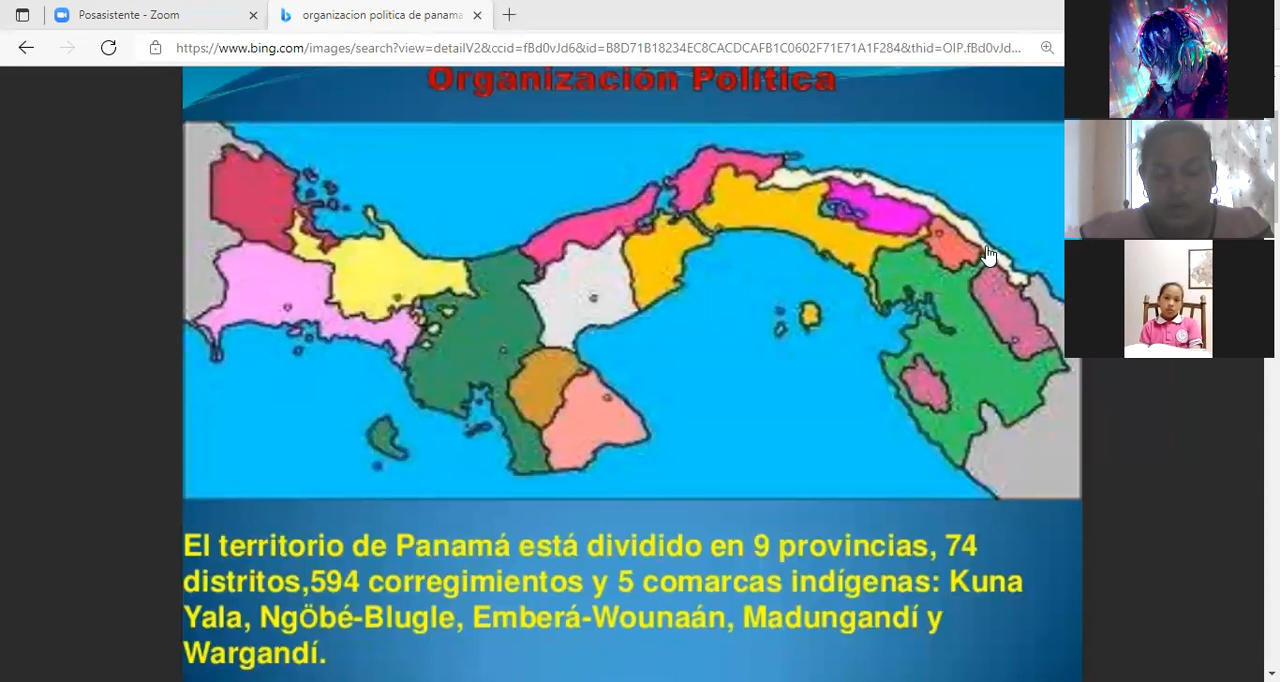 Posasistente - Zoom
organizacion politica de panama
https://www.bing.com/images/search?view=detailV2&ccid=fBd0vJd6&id=B8D71B18234EC8CACDCAFB1C0602F71E71A1F284&thid=OIP.fBd0vJd...
Organización Política
El territorio de Panamá está dividido en 9 provincias, 74
distritos,594 corregimientos y 5 comarcas indígenas: Kuna
Yala, NgÖbé-Blugle, Emberá-Wounaán, Madungandí y
Wargandí.